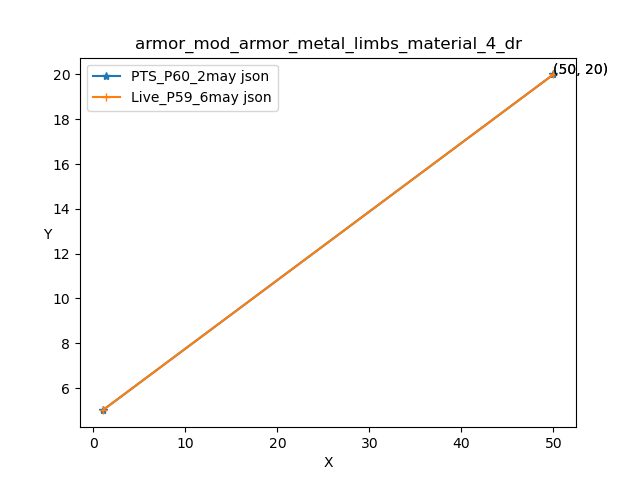 armor_mod_armor_metal_limbs_material_4_dr
PTS_P60_2may json
Live_P59_6may json
(50, 20)
20
18
16
14
12
10
8
6
Y
0 10 20 30 40 50
X